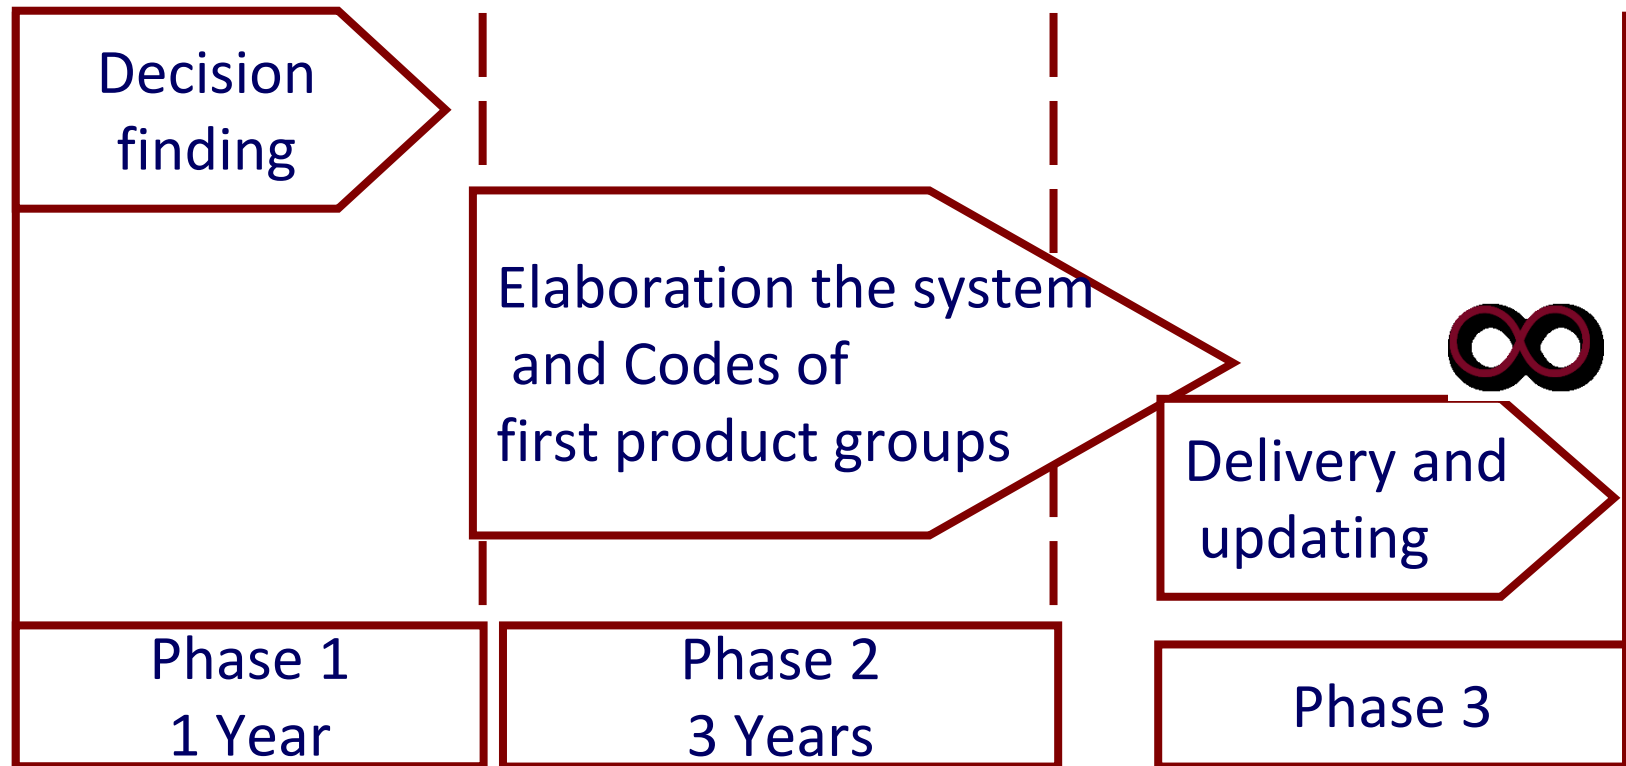 Decision
finding
Elaboration the system
and Codes of
first product groups
Delivery and
updating
Phase 1
1 Year
Phase 2
3 Years
Phase 3